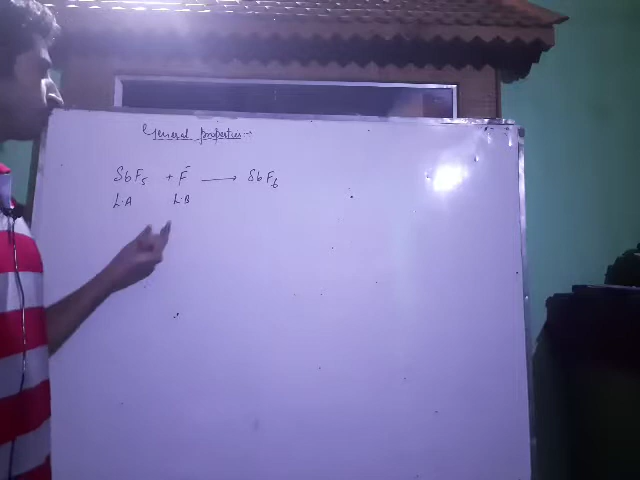 General properties:-
SbF₅ + F⁻ ⟶ SbF₆
L.A L.B